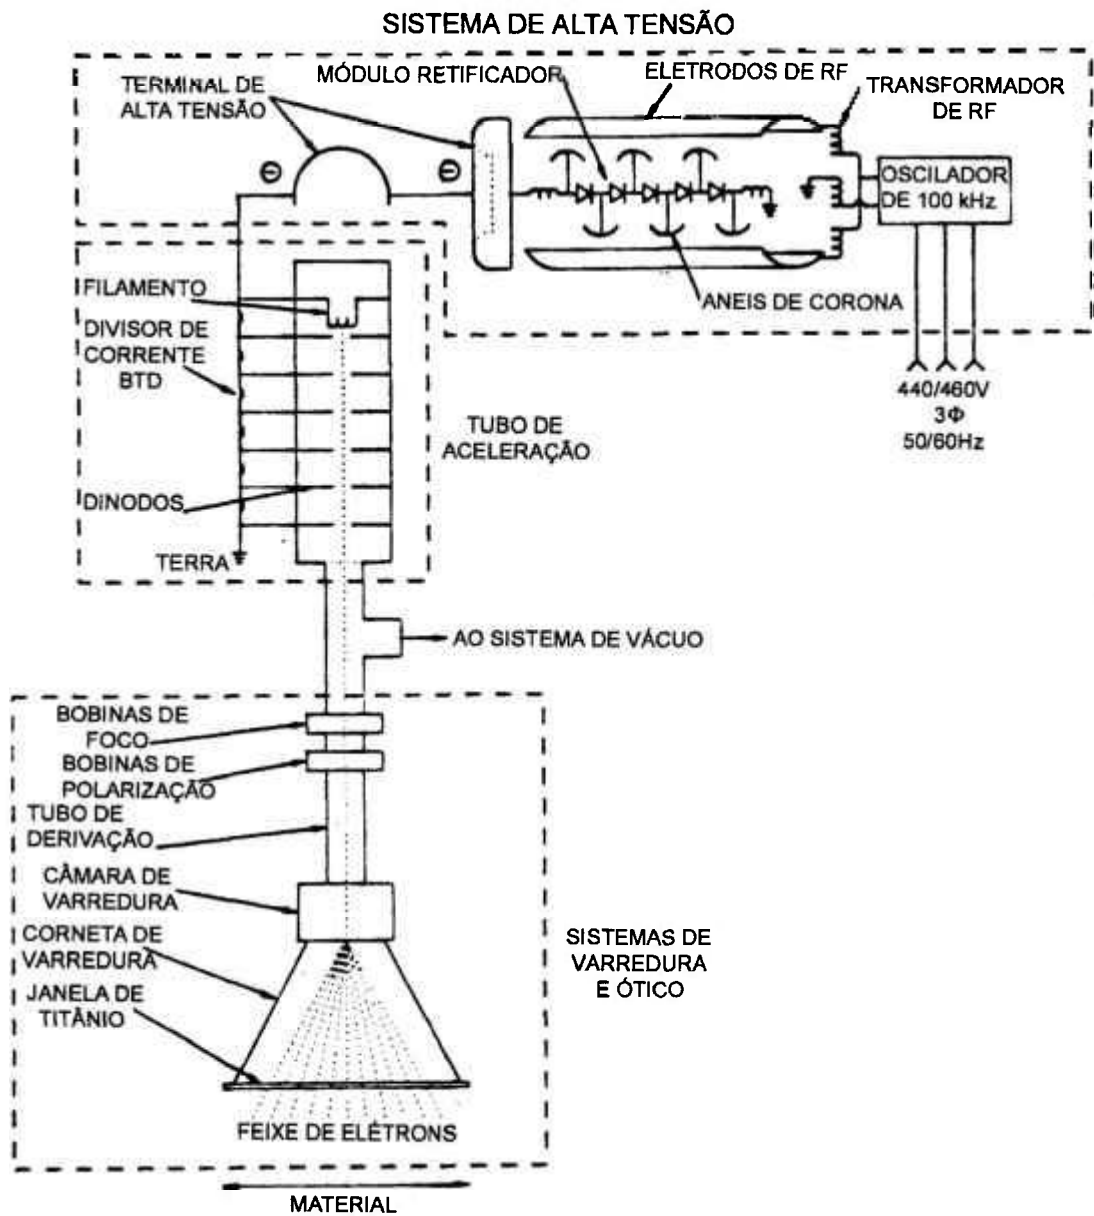 SISTEMA DE ALTA TENSÃO
TERMINAL DE
ALTA TENSÃO
MÓDULO RETIFICADOR
ELETRODOS DE RF
TRANSFORMADOR
DE RF
OSCILADOR
DE 100 kHz
ANEIS DE CORONA
440/460V
3Φ
50/60Hz
FILAMENTO
DIVISOR DE
CORRENTE
BTD
DINODOS
TERRA
TUBO DE
ACELERAÇÃO
AO SISTEMA DE VÁCUO
BOBINAS DE
FOCO
BOBINAS DE
POLARIZAÇÃO
TUBO DE
DERIVAÇÃO
CÂMARA DE
VARREDURA
CORNETA DE
VARREDURA
JANELA DE
TITÂNIO
FEIXE DE ELÉTRONS
SISTEMAS DE
VARREDURA
E ÓTICO
MATERIAL